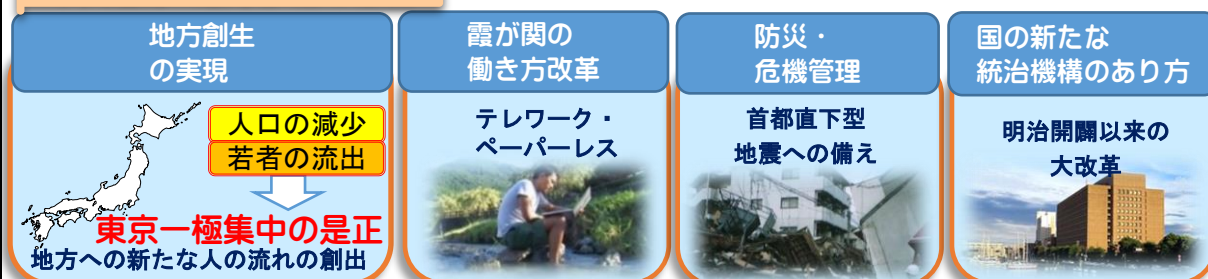 地方創生
の実現
人口の減少
若者の流出
東京一極集中の是正
地方への新たな人の流れの創出
霞が関の
働き方改革
テレワーク・
ペーパーレス
防災・
危機管理
首都直下型
地震への備え
国の新たな
統治機構のあり方
明治開闢以来の
大改革